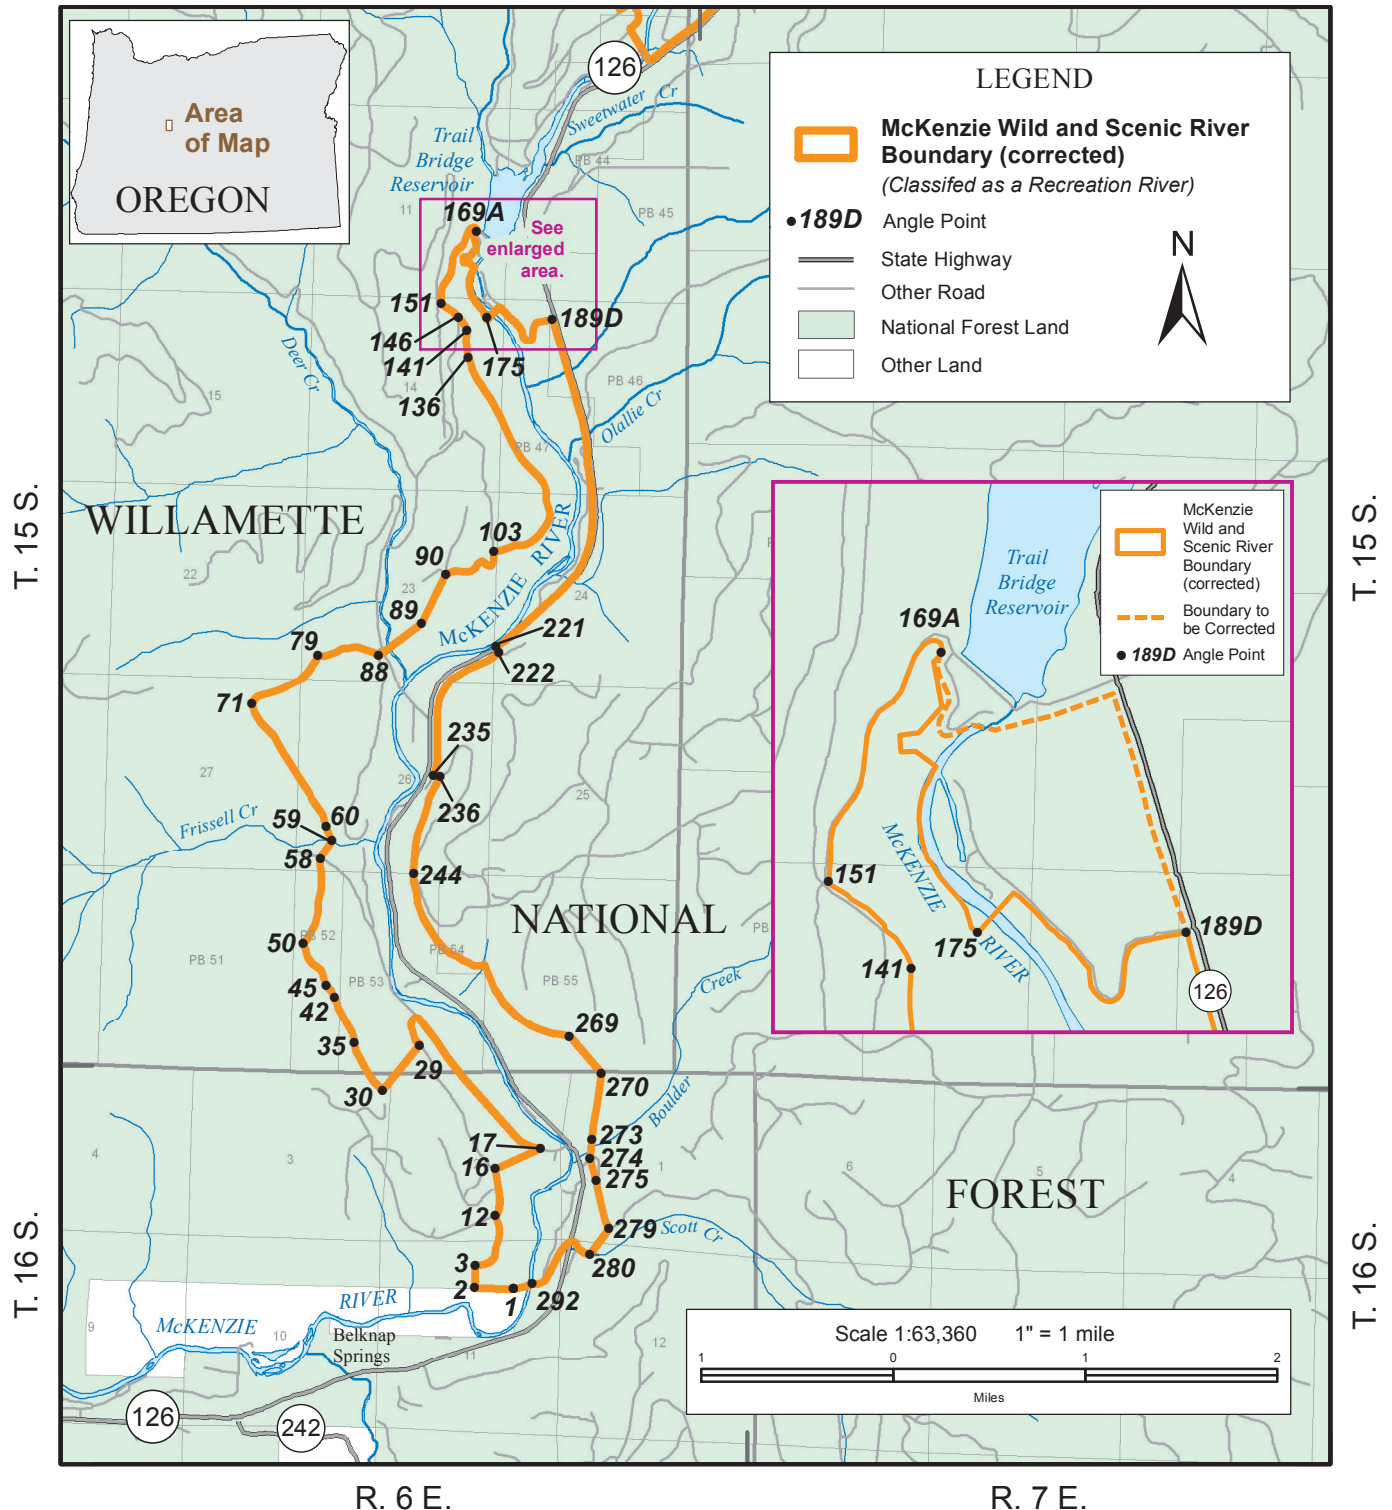 Area
of Map
OREGON
126
Sweetwater Cr
Trail
Bridge
Reservoir
PB 44
11
PB 45
169A
See
enlarged
area.
151
146
141
136
175
189D
LEGEND
McKenzie Wild and Scenic River
Boundary (corrected)
(Classifed as a Recreation River)
189D Angle Point
State Highway
Other Road
National Forest Land
Other Land
N
Deer Cr
15
14
PB 46
Olallie Cr
PB 47
T. 15 S.
T. 15 S.
WILLAMETTE
103
90
22
23
89
24
McKENZIE RIVER
79
88
221
222
71
235
236
27
26
25
Frissell Cr
59
60
58
244
NATIONAL
50
PB 52
PB 51
PB 54
PB 53
PB 55
PB
45
42
35
29
30
269
270
Boulder
Creek
273
274
275
17
16
12
4
3
1
6
5
4
FOREST
279
280
Scott Cr
3
2
1
292
T. 16 S.
T. 16 S.
9
McKENZIE
RIVER
10
Belknap
Springs
11
12
126
242
McKenzie
Wild and
Scenic River
Boundary
(corrected)
Boundary to
be Corrected
189D Angle Point
Trail
Bridge
Reservoir
169A
151
141
175
McKENZIE
RIVER
189D
126
Scale 1:63,360 1" = 1 mile
1 0 1 2
Miles
R. 6 E.
R. 7 E.